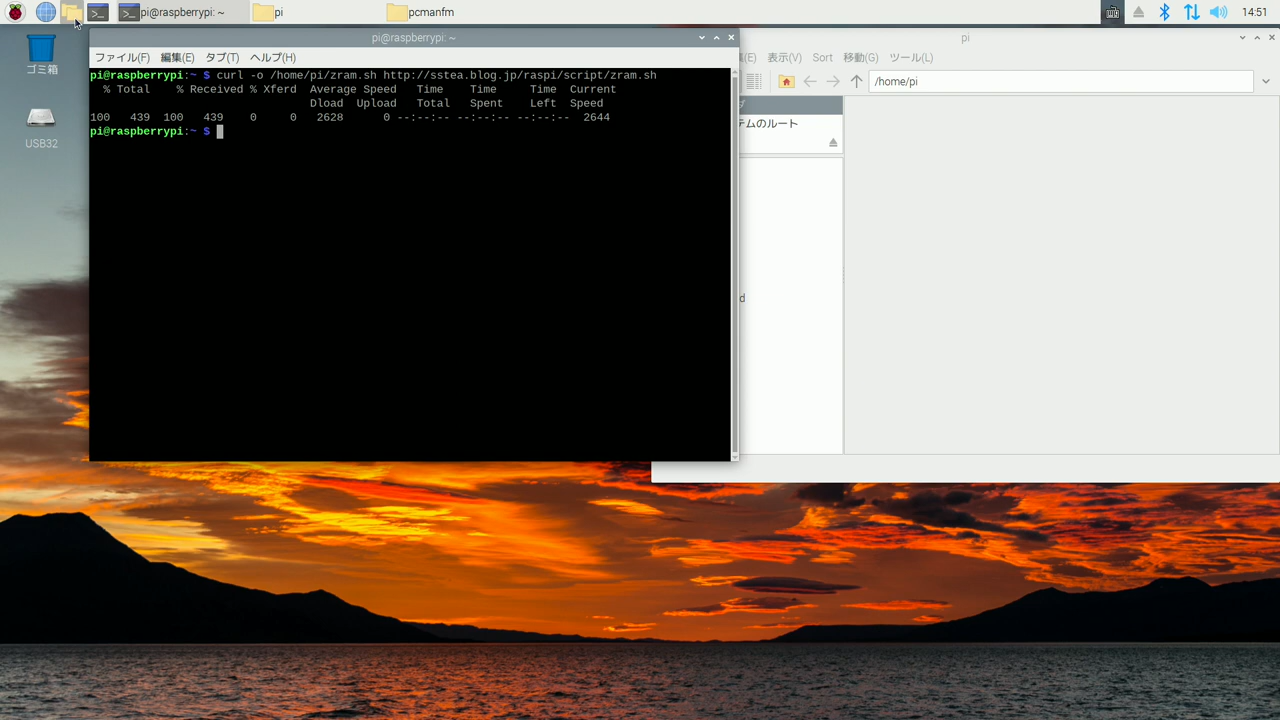 pi@raspberrypi: ~
pi
pcmanfm
14:51
ゴミ箱
USB32
pi@raspberrypi: ~
ファイル(F) 編集(E) タブ(T) ヘルプ(H)
pi@raspberrypi:~ $ curl -o /home/pi/zram.sh http://sstea.blog.jp/raspi/script/zram.sh
% Total % Received % Xferd Average Speed Time Time Time Current
Dload Upload Total Spent Left Speed
100 439 100 439 0 0 2628 0 --:--:-- --:--:-- --:--:-- 2644
pi@raspberrypi:~ $
pi
(E) 表示(V) Sort 移動(G) ツール(L)
/home/pi
テムのルート
d